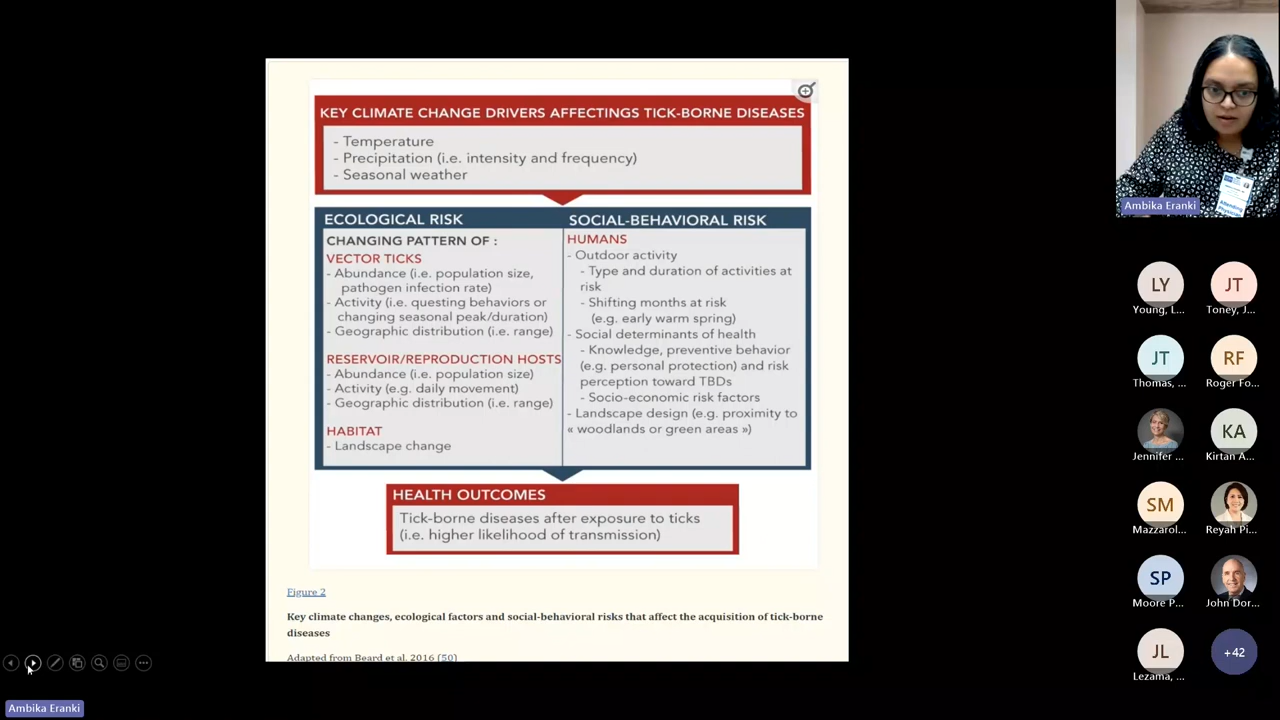 KEY CLIMATE CHANGE DRIVERS AFFECTINGS TICK-BORNE DISEASES
- Temperature
- Precipitation (i.e. intensity and frequency)
- Seasonal weather
ECOLOGICAL RISK
CHANGING PATTERN OF :
VECTOR TICKS
- Abundance (i.e. population size,
pathogen infection rate)
- Activity (i.e. questing behaviors or
changing seasonal peak/duration)
- Geographic distribution (i.e. range)
RESERVOIR/REPRODUCTION HOSTS
- Abundance (i.e. population size)
- Activity (e.g. daily movement)
- Geographic distribution (i.e. range)
HABITAT
- Landscape change
SOCIAL-BEHAVIORAL RISK
HUMANS
- Outdoor activity
- Type and duration of activities at
risk
- Shifting months at risk
(e.g. early warm spring)
- Social determinants of health
- Knowledge, preventive behavior
(e.g. personal protection) and risk
perception toward TBDs
- Socio-economic risk factors
- Landscape design (e.g. proximity to
« woodlands or green areas »)
HEALTH OUTCOMES
Tick-borne diseases after exposure to ticks
(i.e. higher likelihood of transmission)
Figure 2
Key climate changes, ecological factors and social-behavioral risks that affect the acquisition of tick-borne
diseases
Adapted from Beard et al. 2016 (50)
Ambika Eranki
Attending
Physician
Ambika Eranki
LY
Young, L...
JT
Toney, J...
JT
Thomas, ...
RF
Roger Fo...
Jennifer ...
KA
Kirtan A...
SM
Mazzarol...
Reyah Pi...
SP
Moore P...
John Dor...
JL
Lezama, ...
+42